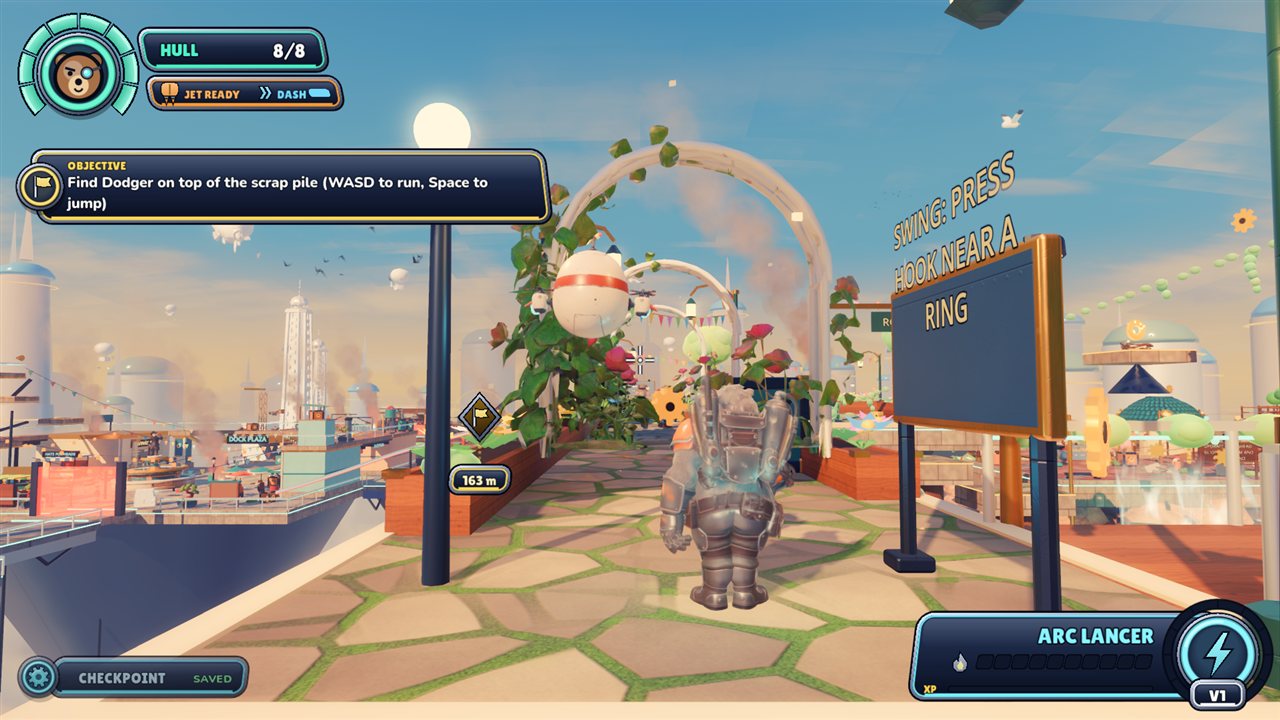 HULL 8/8
JET READY DASH
OBJECTIVE
Find Dodger on top of the scrap pile (WASD to run, Space to
jump)
SWING: PRESS
HOOK NEAR A
RING
DOCK PLAZA
163 m
ARC LANCER
XP
V1
CHECKPOINT SAVED